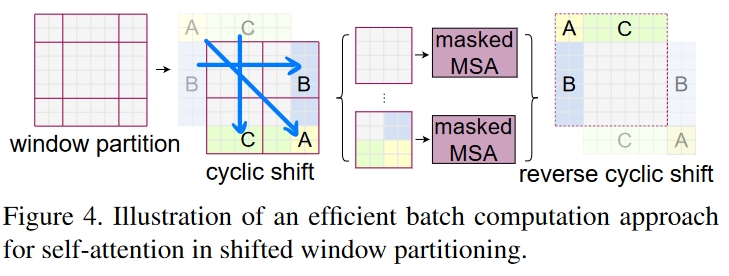 A
C
B
window partition
B
C
A
cyclic shift
masked
MSA
⋮
masked
MSA
A
C
B
B
C
A
reverse cyclic shift
Figure 4. Illustration of an efficient batch computation approach
for self-attention in shifted window partitioning.